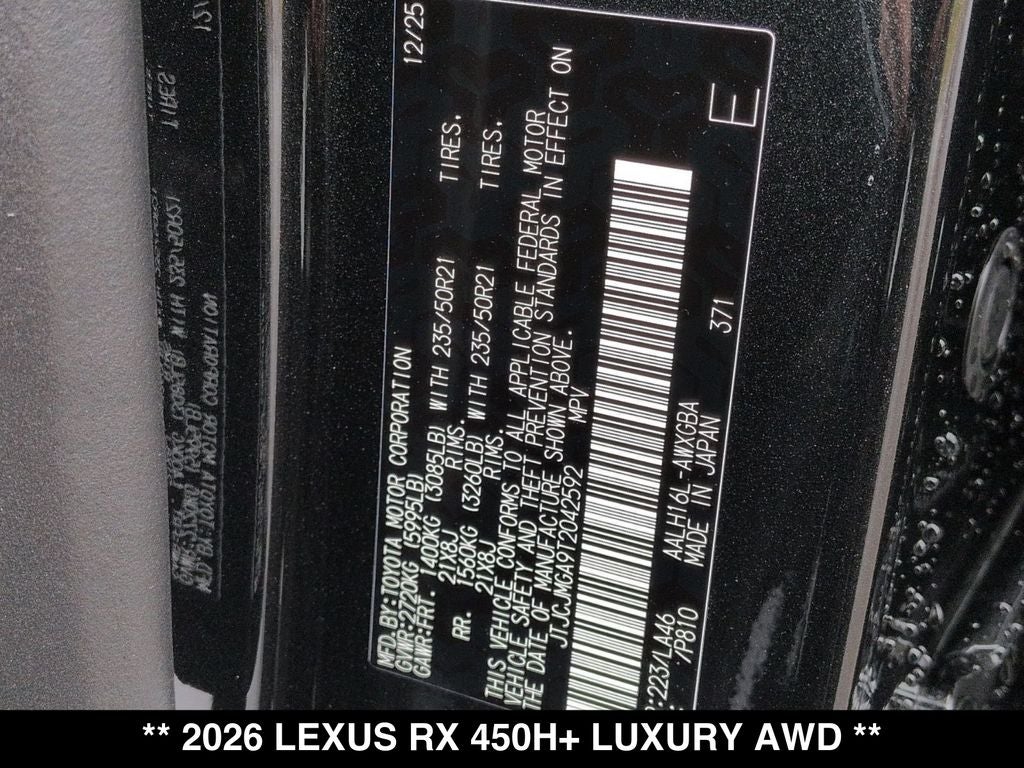 MFD.BY:TOYOTA MOTOR CORPORATION 12/25
GVWR:2720KG (5995LB)
GAWR:FRT. 1400KG (3085LB) WITH 235/50R21 TIRES.
21X8J RIMS.
RR. 1560KG (3260LB) WITH 235/50R21 TIRES.
21X8J RIMS.
THIS VEHICLE CONFORMS TO ALL APPLICABLE FEDERAL MOTOR
VEHICLE SAFETY AND THEFT PREVENTION STANDARDS IN EFFECT ON
THE DATE OF MANUFACTURE SHOWN ABOVE.
JTJCJMGA9T2042592 MPV
E
:223/LA46 AALH16L-AWXGBA 371
: /P810 MADE IN JAPAN
** 2026 LEXUS RX 450H+ LUXURY AWD **